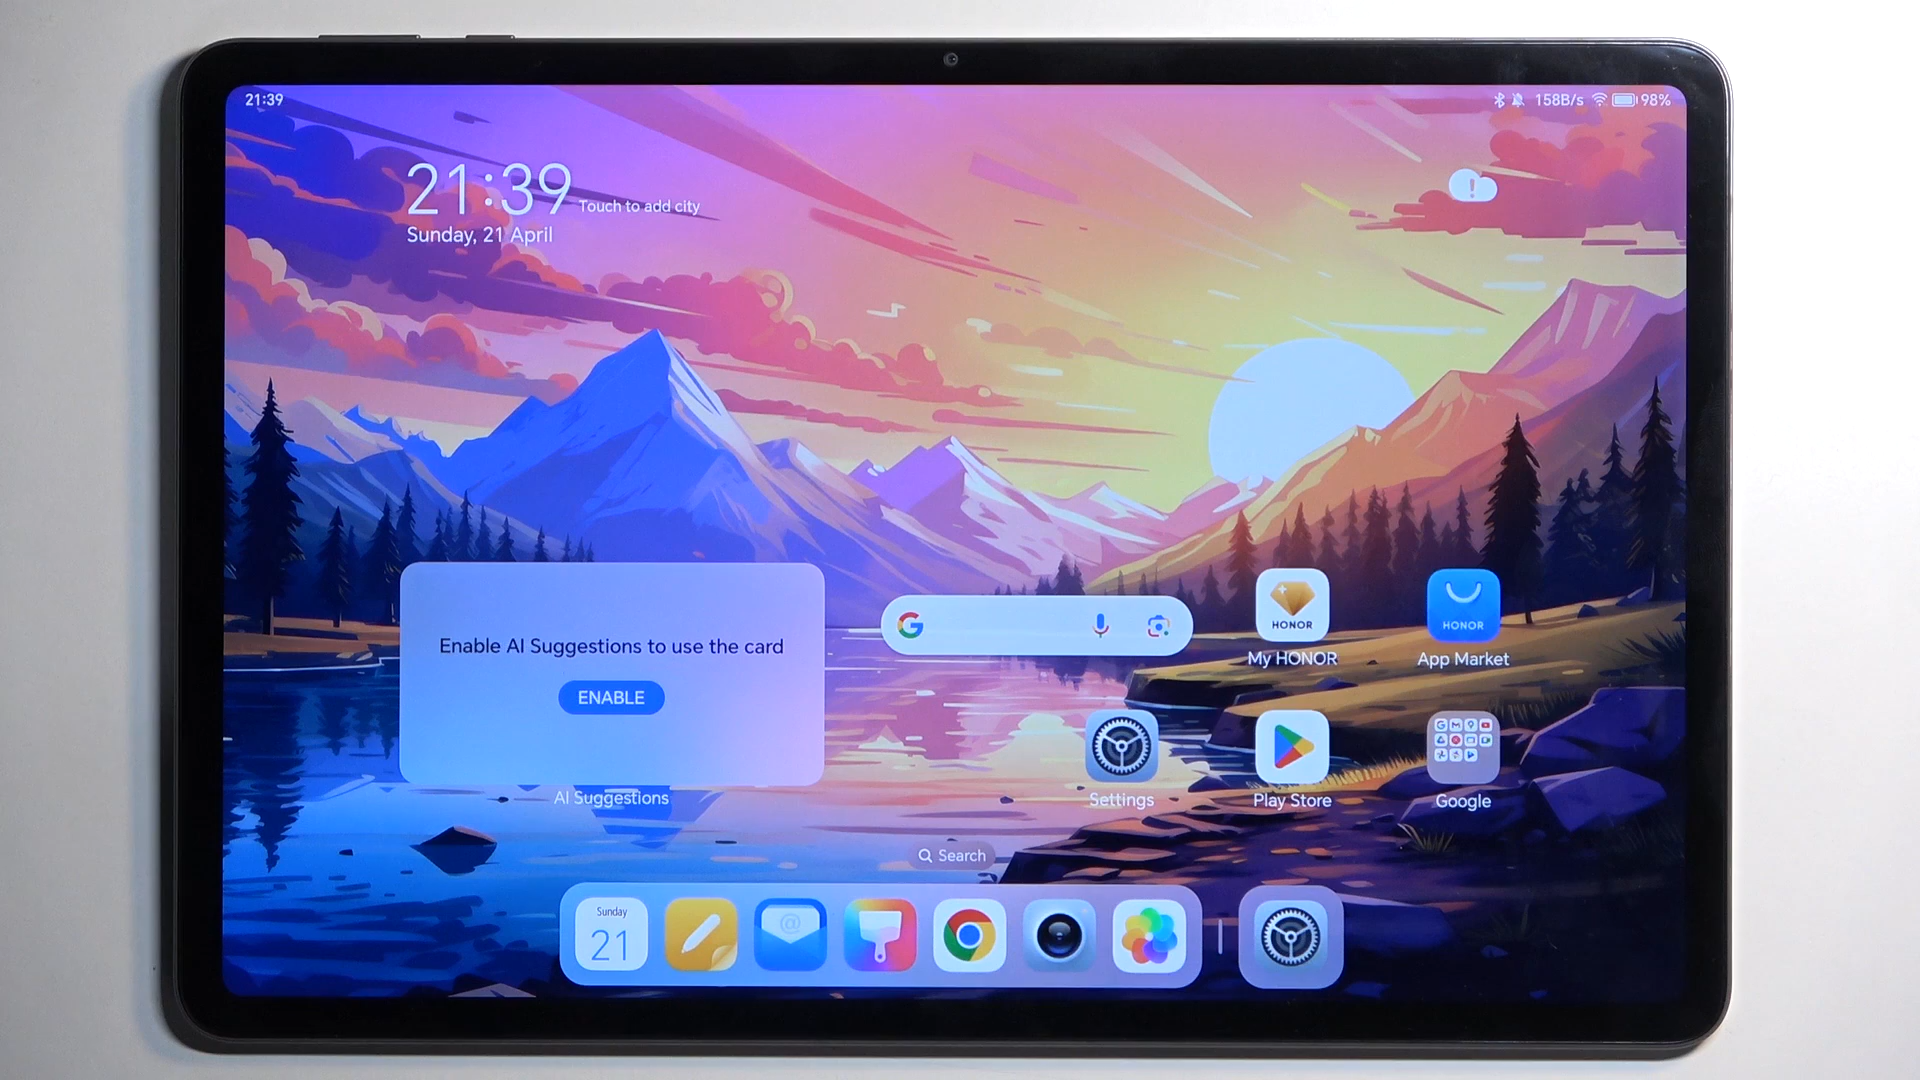 21:39
158B/s 98%
21:39 Touch to add city
Sunday, 21 April
Enable AI Suggestions to use the card
ENABLE
AI Suggestions
HONOR
My HONOR
HONOR
App Market
Settings
Play Store
Google
Search
Sunday
21